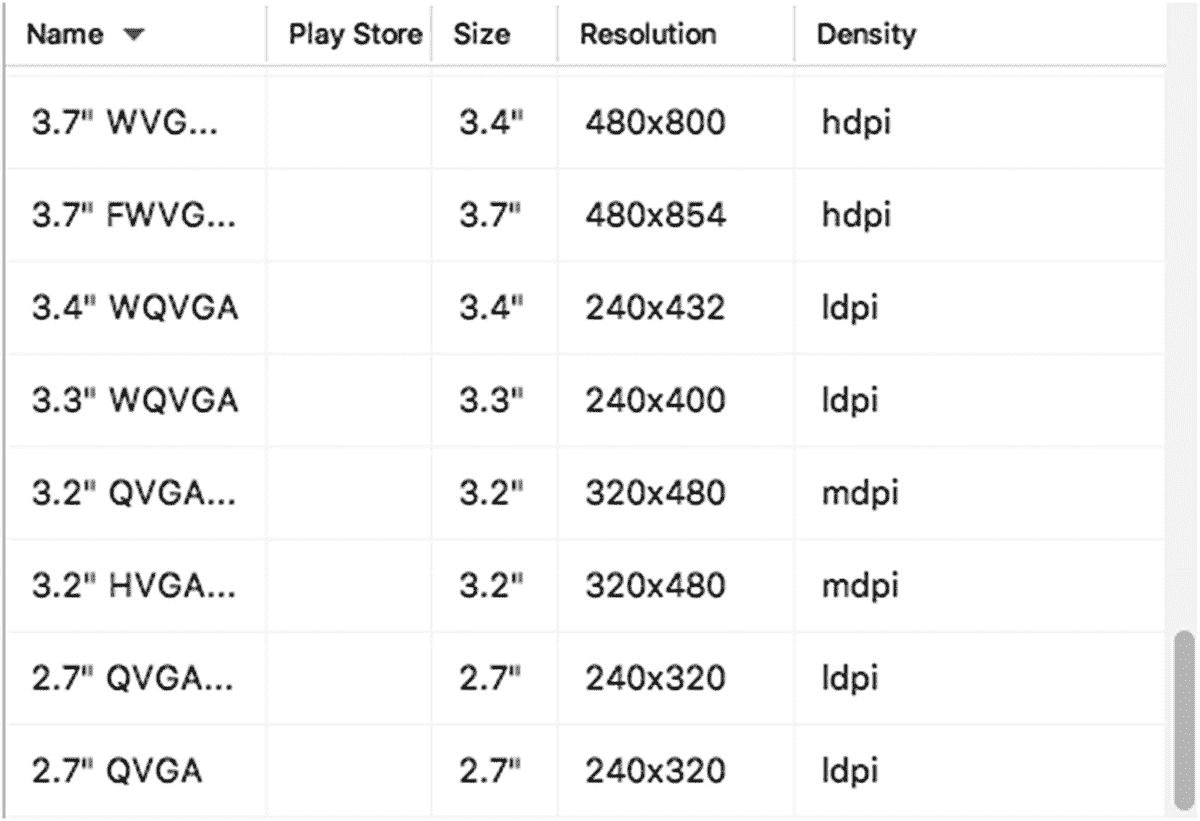 Name Play Store Size Resolution Density
3.7" WVG... 3.4" 480x800 hdpi
3.7" FWVG... 3.7" 480x854 hdpi
3.4" WQVGA 3.4" 240x432 ldpi
3.3" WQVGA 3.3" 240x400 ldpi
3.2" QVGA... 3.2" 320x480 mdpi
3.2" HVGA... 3.2" 320x480 mdpi
2.7" QVGA... 2.7" 240x320 ldpi
2.7" QVGA 2.7" 240x320 ldpi